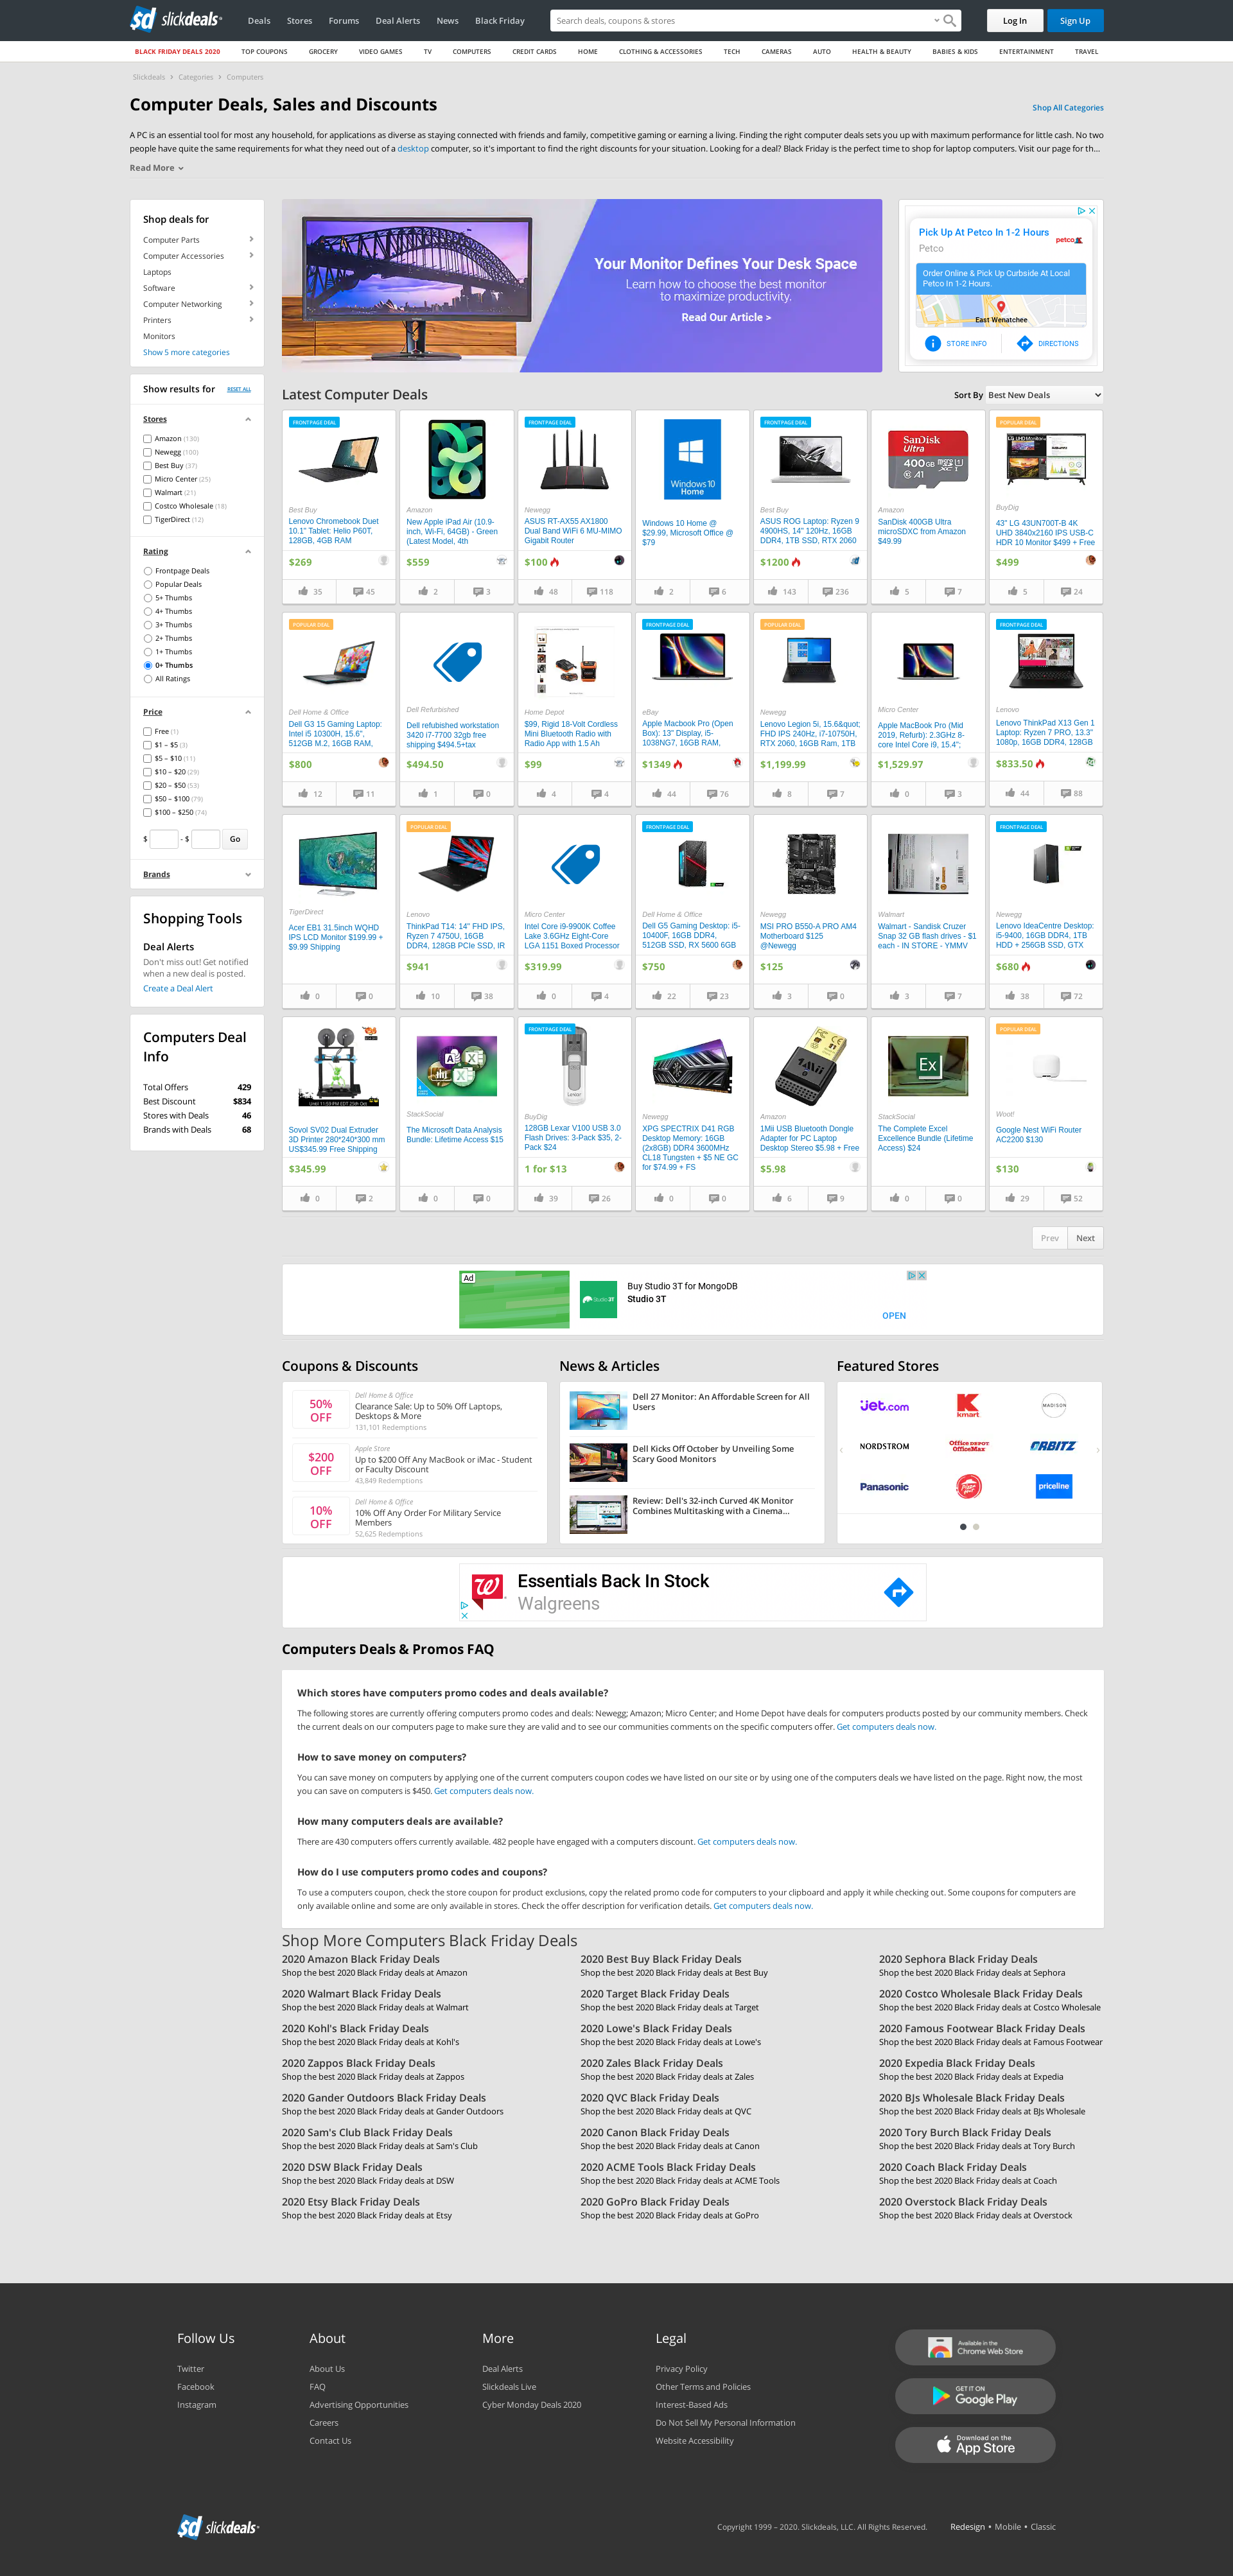 slickdeals
Deals
Stores
Forums
Deal Alerts
News
Black Friday
Search deals, coupons & stores
Log In
Sign Up
BLACK FRIDAY DEALS 2020
TOP COUPONS
GROCERY
VIDEO GAMES
TV
COMPUTERS
CREDIT CARDS
HOME
CLOTHING & ACCESSORIES
TECH
CAMERAS
AUTO
HEALTH & BEAUTY
BABIES & KIDS
ENTERTAINMENT
TRAVEL
Slickdeals > Categories > Computers
Computer Deals, Sales and Discounts
Shop All Categories
A PC is an essential tool for most any household, for applications as diverse as staying connected with friends and family, competitive gaming or earning a living. Finding the right computer deals sets you up with maximum performance for little cash. No two
people have quite the same requirements for what they need out of a desktop computer, so it's important to find the right discounts for your situation. Looking for a deal? Black Friday is the perfect time to shop for laptop computers. Visit our page for th...
Read More
Shop deals for
Computer Parts
Computer Accessories
Laptops
Software
Computer Networking
Printers
Monitors
Show 5 more categories
Show results for
RESET ALL
Stores
Amazon (130)
Newegg (100)
Best Buy (37)
Micro Center (25)
Walmart (21)
Costco Wholesale (18)
TigerDirect (12)
Rating
Frontpage Deals
Popular Deals
5+ Thumbs
4+ Thumbs
3+ Thumbs
2+ Thumbs
1+ Thumbs
0+ Thumbs
All Ratings
Price
Free (1)
$1 – $5 (3)
$5 – $10 (11)
$10 – $20 (29)
$20 – $50 (53)
$50 – $100 (79)
$100 – $250 (74)
$ - $ Go
Brands
Shopping Tools
Deal Alerts
Don't miss out! Get notified
when a new deal is posted.
Create a Deal Alert
Computers Deal
Info
Total Offers 429
Best Discount $834
Stores with Deals 46
Brands with Deals 68
Your Monitor Defines Your Desk Space
Learn how to choose the best monitor
to maximize productivity.
Read Our Article >
Pick Up At Petco In 1-2 Hours
Petco
petco
Order Online & Pick Up Curbside At Local
Petco In 1-2 Hours.
East Wenatchee
STORE INFO
DIRECTIONS
Latest Computer Deals
Sort By Best New Deals
FRONTPAGE DEAL
Best Buy
Lenovo Chromebook Duet
10.1" Tablet: Helio P60T,
128GB, 4GB RAM
$269
35
45
Amazon
New Apple iPad Air (10.9-
inch, Wi-Fi, 64GB) - Green
(Latest Model, 4th
$559
2
3
FRONTPAGE DEAL
Newegg
ASUS RT-AX55 AX1800
Dual Band WiFi 6 MU-MIMO
Gigabit Router
$100
48
118
Windows 10
Home
Windows 10 Home @
$29.99, Microsoft Office @
$79
2
6
FRONTPAGE DEAL
Best Buy
ASUS ROG Laptop: Ryzen 9
4900HS, 14" 120Hz, 16GB
DDR4, 1TB SSD, RTX 2060
$1200
143
236
SanDisk
Ultra
400GB
Amazon
SanDisk 400GB Ultra
microSDXC from Amazon
$49.99
5
7
POPULAR DEAL
LG UHD Monitor
BuyDig
43" LG 43UN700T-B 4K
UHD 3840x2160 IPS USB-C
HDR 10 Monitor $499 + Free
$499
5
24
POPULAR DEAL
Dell Home & Office
Dell G3 15 Gaming Laptop:
Intel i5 10300H, 15.6",
512GB M.2, 16GB RAM,
$800
12
11
Dell Refurbished
Dell refubished workstation
3420 i7-7700 32gb free
shipping $494.5+tax
$494.50
1
0
Home Depot
$99, Rigid 18-Volt Cordless
Mini Bluetooth Radio with
Radio App with 1.5 Ah
$99
4
4
FRONTPAGE DEAL
eBay
Apple Macbook Pro (Open
Box): 13" Display, i5-
1038NG7, 16GB RAM,
$1349
44
76
POPULAR DEAL
Newegg
Lenovo Legion 5i, 15.6&quot;
FHD IPS 240Hz, i7-10750H,
RTX 2060, 16GB Ram, 1TB
$1,199.99
8
7
Micro Center
Apple MacBook Pro (Mid
2019, Refurb): 2.3GHz 8-
core Intel Core i9, 15.4";
$1,529.97
0
3
FRONTPAGE DEAL
Lenovo
Lenovo ThinkPad X13 Gen 1
Laptop: Ryzen 7 PRO, 13.3"
1080p, 16GB DDR4, 128GB
$833.50
44
88
TigerDirect
Acer EB1 31.5inch WQHD
IPS LCD Monitor $199.99 +
$9.99 Shipping
0
0
POPULAR DEAL
Lenovo
ThinkPad T14: 14" FHD IPS,
Ryzen 7 4750U, 16GB
DDR4, 128GB PCIe SSD, IR
$941
10
38
Micro Center
Intel Core i9-9900K Coffee
Lake 3.6GHz Eight-Core
LGA 1151 Boxed Processor
$319.99
0
4
FRONTPAGE DEAL
Dell Home & Office
Dell G5 Gaming Desktop: i5-
10400F, 16GB DDR4,
512GB SSD, RX 5600 6GB
$750
22
23
Newegg
MSI PRO B550-A PRO AM4
Motherboard $125
@Newegg
$125
3
0
Walmart
Walmart - Sandisk Cruzer
Snap 32 GB flash drives - $1
each - IN STORE - YMMV
3
7
FRONTPAGE DEAL
Newegg
Lenovo IdeaCentre Desktop:
i5-9400, 16GB DDR4, 1TB
HDD + 256GB SSD, GTX
$680
38
72
Until 11:59PM EDT 25th Oct.
Sovol SV02 Dual Extruder
3D Printer 280*240*300 mm
US$345.99 Free Shipping
$345.99
0
2
StackSocial
The Microsoft Data Analysis
Bundle: Lifetime Access $15
0
0
FRONTPAGE DEAL
Lexar
BuyDig
128GB Lexar V100 USB 3.0
Flash Drives: 3-Pack $35, 2-
Pack $24
1 for $13
39
26
Newegg
XPG SPECTRIX D41 RGB
Desktop Memory: 16GB
(2x8GB) DDR4 3600MHz
CL18 Tungsten + $5 NE GC
for $74.99 + FS
0
0
1Mii
Amazon
1Mii USB Bluetooth Dongle
Adapter for PC Laptop
Desktop Stereo $5.98 + Free
$5.98
6
9
Ex
StackSocial
The Complete Excel
Excellence Bundle (Lifetime
Access) $24
0
0
POPULAR DEAL
Woot!
Google Nest WiFi Router
AC2200 $130
$130
29
52
Prev
Next
Ad
Studio 3T
Buy Studio 3T for MongoDB
Studio 3T
OPEN
Coupons & Discounts
50%
OFF
Dell Home & Office
Clearance Sale: Up to 50% Off Laptops,
Desktops & More
131,101 Redemptions
$200
OFF
Apple Store
Up to $200 Off Any MacBook or iMac - Student
or Faculty Discount
43,849 Redemptions
10%
OFF
Dell Home & Office
10% Off Any Order For Military Service
Members
52,625 Redemptions
News & Articles
Dell 27 Monitor: An Affordable Screen for All
Users
Dell Kicks Off October by Unveiling Some
Scary Good Monitors
Review: Dell's 32-inch Curved 4K Monitor
Combines Multitasking with a Cinema...
Featured Stores
Jet.com
K
kmart
MADISON
NORDSTROM
Office DEPOT
OfficeMax
ORBITZ
Panasonic
Pizza Hut
priceline
Essentials Back In Stock
Walgreens
Computers Deals & Promos FAQ
Which stores have computers promo codes and deals available?
The following stores are currently offering computers promo codes and deals: Newegg; Amazon; Micro Center; and Home Depot have deals for computers products posted by our community members. Check
the current deals on our computers page to make sure they are valid and to see our communities comments on the specific computers offer. Get computers deals now.
How to save money on computers?
You can save money on computers by applying one of the current computers coupon codes we have listed on our site or by using one of the computers deals we have listed on the page. Right now, the most
you can save on computers is $450. Get computers deals now.
How many computers deals are available?
There are 430 computers offers currently available. 482 people have engaged with a computers discount. Get computers deals now.
How do I use computers promo codes and coupons?
To use a computers coupon, check the store coupon for product exclusions, copy the related promo code for computers to your clipboard and apply it while checking out. Some coupons for computers are
only available online and some are only available in stores. Check the offer description for verification details. Get computers deals now.
Shop More Computers Black Friday Deals
2020 Amazon Black Friday Deals
Shop the best 2020 Black Friday deals at Amazon
2020 Best Buy Black Friday Deals
Shop the best 2020 Black Friday deals at Best Buy
2020 Sephora Black Friday Deals
Shop the best 2020 Black Friday deals at Sephora
2020 Walmart Black Friday Deals
Shop the best 2020 Black Friday deals at Walmart
2020 Target Black Friday Deals
Shop the best 2020 Black Friday deals at Target
2020 Costco Wholesale Black Friday Deals
Shop the best 2020 Black Friday deals at Costco Wholesale
2020 Kohl's Black Friday Deals
Shop the best 2020 Black Friday deals at Kohl's
2020 Lowe's Black Friday Deals
Shop the best 2020 Black Friday deals at Lowe's
2020 Famous Footwear Black Friday Deals
Shop the best 2020 Black Friday deals at Famous Footwear
2020 Zappos Black Friday Deals
Shop the best 2020 Black Friday deals at Zappos
2020 Zales Black Friday Deals
Shop the best 2020 Black Friday deals at Zales
2020 Expedia Black Friday Deals
Shop the best 2020 Black Friday deals at Expedia
2020 Gander Outdoors Black Friday Deals
Shop the best 2020 Black Friday deals at Gander Outdoors
2020 QVC Black Friday Deals
Shop the best 2020 Black Friday deals at QVC
2020 BJs Wholesale Black Friday Deals
Shop the best 2020 Black Friday deals at BJs Wholesale
2020 Sam's Club Black Friday Deals
Shop the best 2020 Black Friday deals at Sam's Club
2020 Canon Black Friday Deals
Shop the best 2020 Black Friday deals at Canon
2020 Tory Burch Black Friday Deals
Shop the best 2020 Black Friday deals at Tory Burch
2020 DSW Black Friday Deals
Shop the best 2020 Black Friday deals at DSW
2020 ACME Tools Black Friday Deals
Shop the best 2020 Black Friday deals at ACME Tools
2020 Coach Black Friday Deals
Shop the best 2020 Black Friday deals at Coach
2020 Etsy Black Friday Deals
Shop the best 2020 Black Friday deals at Etsy
2020 GoPro Black Friday Deals
Shop the best 2020 Black Friday deals at GoPro
2020 Overstock Black Friday Deals
Shop the best 2020 Black Friday deals at Overstock
Follow Us
Twitter
Facebook
Instagram
About
About Us
FAQ
Advertising Opportunities
Careers
Contact Us
More
Deal Alerts
Slickdeals Live
Cyber Monday Deals 2020
Legal
Privacy Policy
Other Terms and Policies
Interest-Based Ads
Do Not Sell My Personal Information
Website Accessibility
Available in the
Chrome Web Store
GET IT ON
Google Play
Download on the
App Store
slickdeals
Copyright 1999 – 2020. Slickdeals, LLC. All Rights Reserved.
Redesign • Mobile • Classic